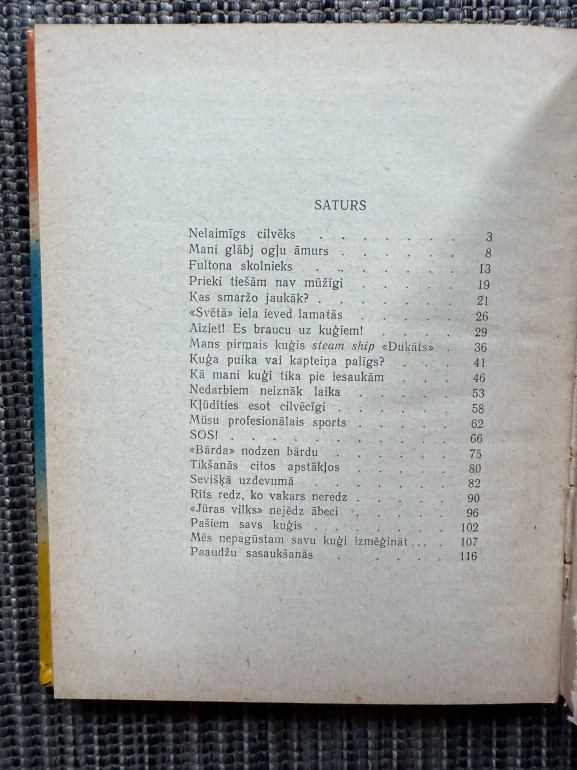 SATURS
Nelaimīgs cilvēks . . . . . . . 3
Mani glābj ogļu āmurs . . . . . . 8
Fultona skolnieks . .. . . . . . 13
Prieki tiešām nav mūžīgi . . . . . 19
Kas smaržo jaukāk? . . . . . . . 21
«Svētā» iela ieved lamatās . . . . 26
Aiziet! Es braucu uz kuģiem! . . . . 29
Mans pirmais kuģis steam ship «Dukāts» . 36
Kuģa puika vai kapteiņa palīgs? . . . 41
Kā mani kuģi tika pie iesaukām . . . 46
Nedarbiem neiznāk laika . . . . . 53
Kļūdīties esot cilvēcīgi . . . . . . 58
Mūsu profesionālais sports . . . . . 62
SOS! . . . . . . . . . . . 66
«Bārda» nodzen bārdu . . . . . . 75
Tikšanās citos apstākļos . . . . . 80
Sevišķā uzdevumā . . . . . . . 82
Rīts redz, ko vakars neredz . . . . . 90
«Jūras vilks» nejēdz ābeci . . . . . 96
Pašiem savs kuģis . . . . . . . 102
Mēs nepagūstam savu kuģi izmēģināt ... . 107
Paaudžu sasaukšanās . . . . . . 116